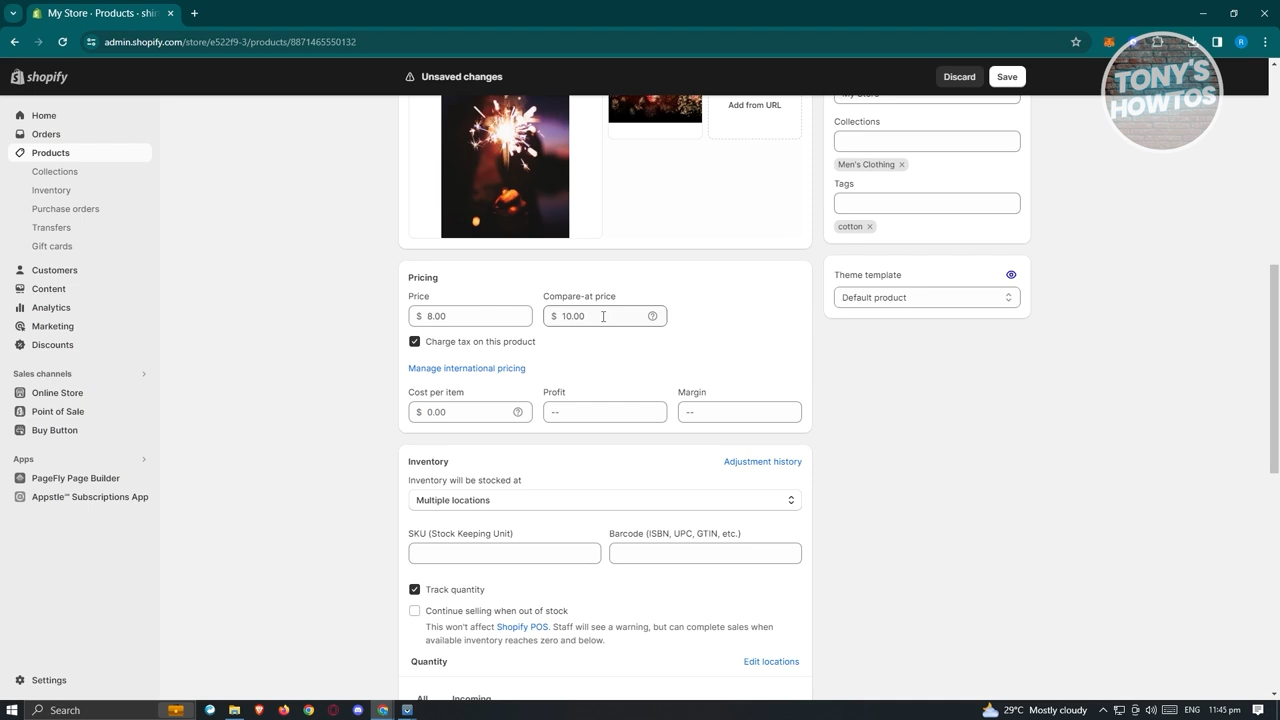 My Store · Products · shi
admin.shopify.com/store/e522f9-3/products/8871465550132
R
shopify
Unsaved changes
Discard
Save
TONY'S
HOWTOS
Home
Orders
Products
Collections
Inventory
Purchase orders
Transfers
Gift cards
Customers
Content
Analytics
Marketing
Discounts
Sales channels
Online Store
Point of Sale
Buy Button
Apps
PageFly Page Builder
Appstle℠ Subscriptions App
Settings
Add from URL
My Store
Collections
Men's Clothing
Tags
cotton
Theme template
Default product
Pricing
Price
Compare-at price
$ 8.00
$ 10.00
Charge tax on this product
Manage international pricing
Cost per item
Profit
Margin
$ 0.00
--
--
Inventory
Adjustment history
Inventory will be stocked at
Multiple locations
SKU (Stock Keeping Unit)
Barcode (ISBN, UPC, GTIN, etc.)
Track quantity
Continue selling when out of stock
This won't affect Shopify POS. Staff will see a warning, but can complete sales when
available inventory reaches zero and below.
Quantity
Edit locations
All
Incoming
Search
29°C Mostly cloudy
ENG
11:45 pm